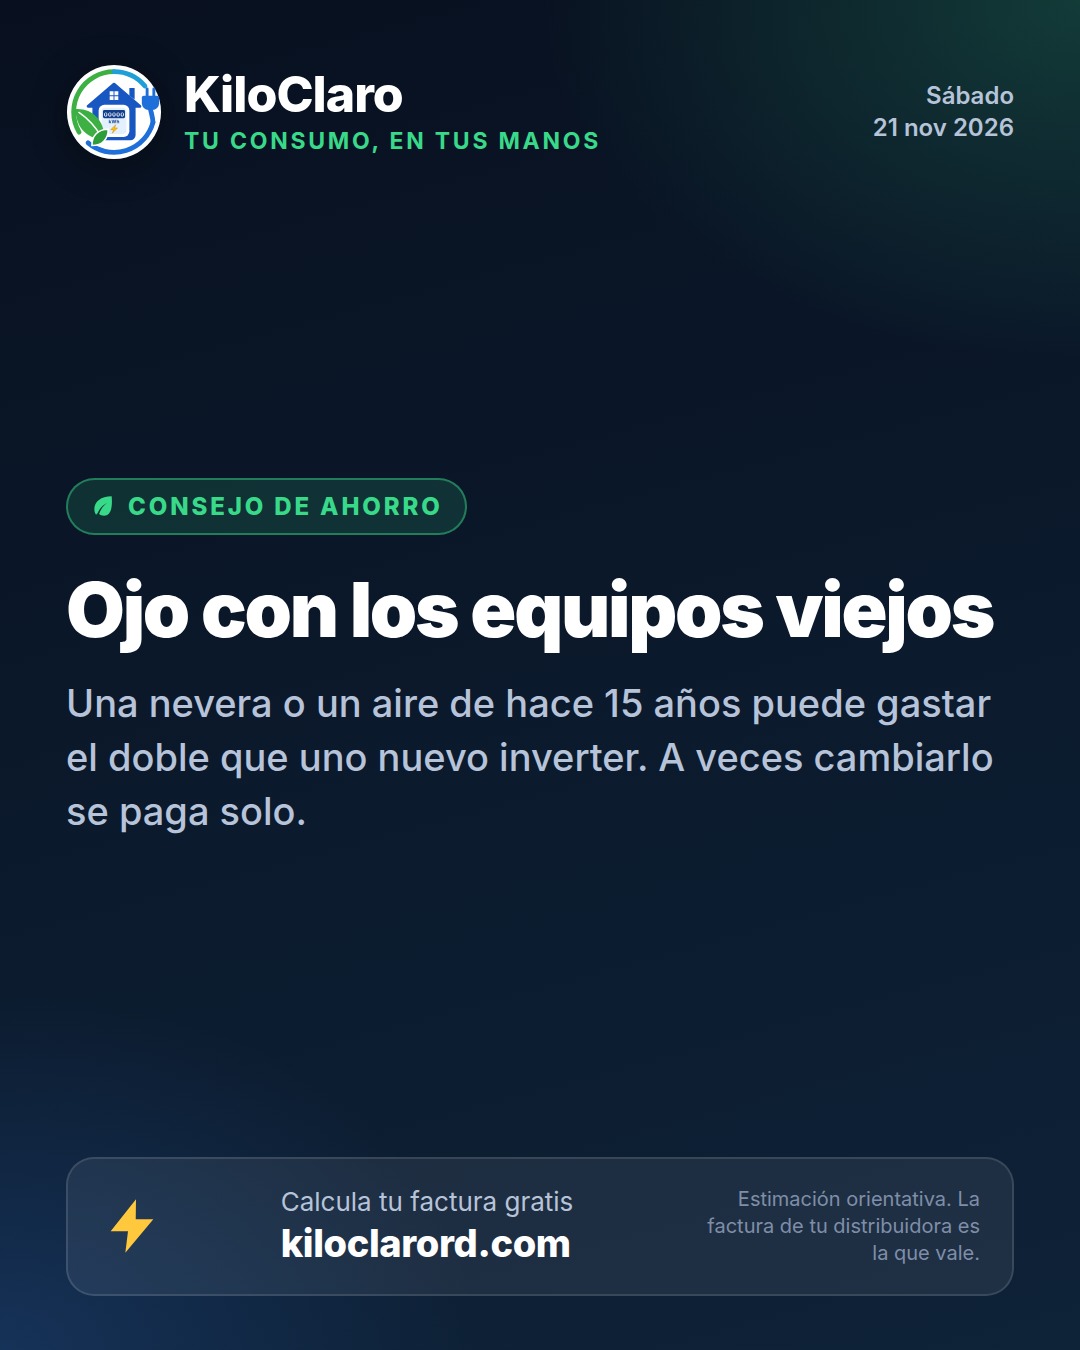 KiloClaro
TU CONSUMO, EN TUS MANOS
Sábado
21 nov 2026
CONSEJO DE AHORRO
Ojo con los equipos viejos
Una nevera o un aire de hace 15 años puede gastar
el doble que uno nuevo inverter. A veces cambiarlo
se paga solo.
Calcula tu factura gratis
kiloclarord.com
Estimación orientativa. La
factura de tu distribuidora es
la que vale.